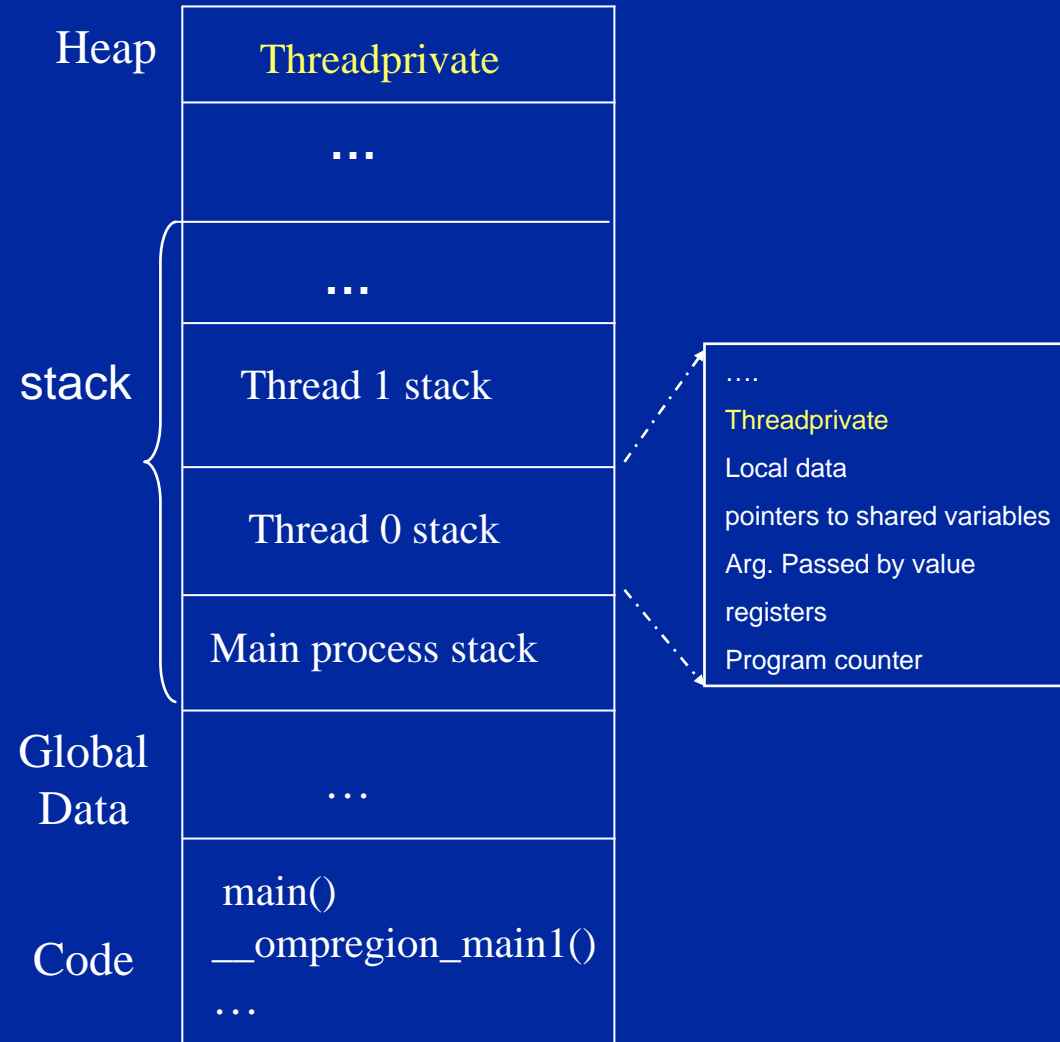 Heap
Threadprivate
...
...
stack
Thread 1 stack
Thread 0 stack
Main process stack
....
Threadprivate
Local data
pointers to shared variables
Arg. Passed by value
registers
Program counter
Global
Data
...
Code
main()
__ompregion_main1()
...